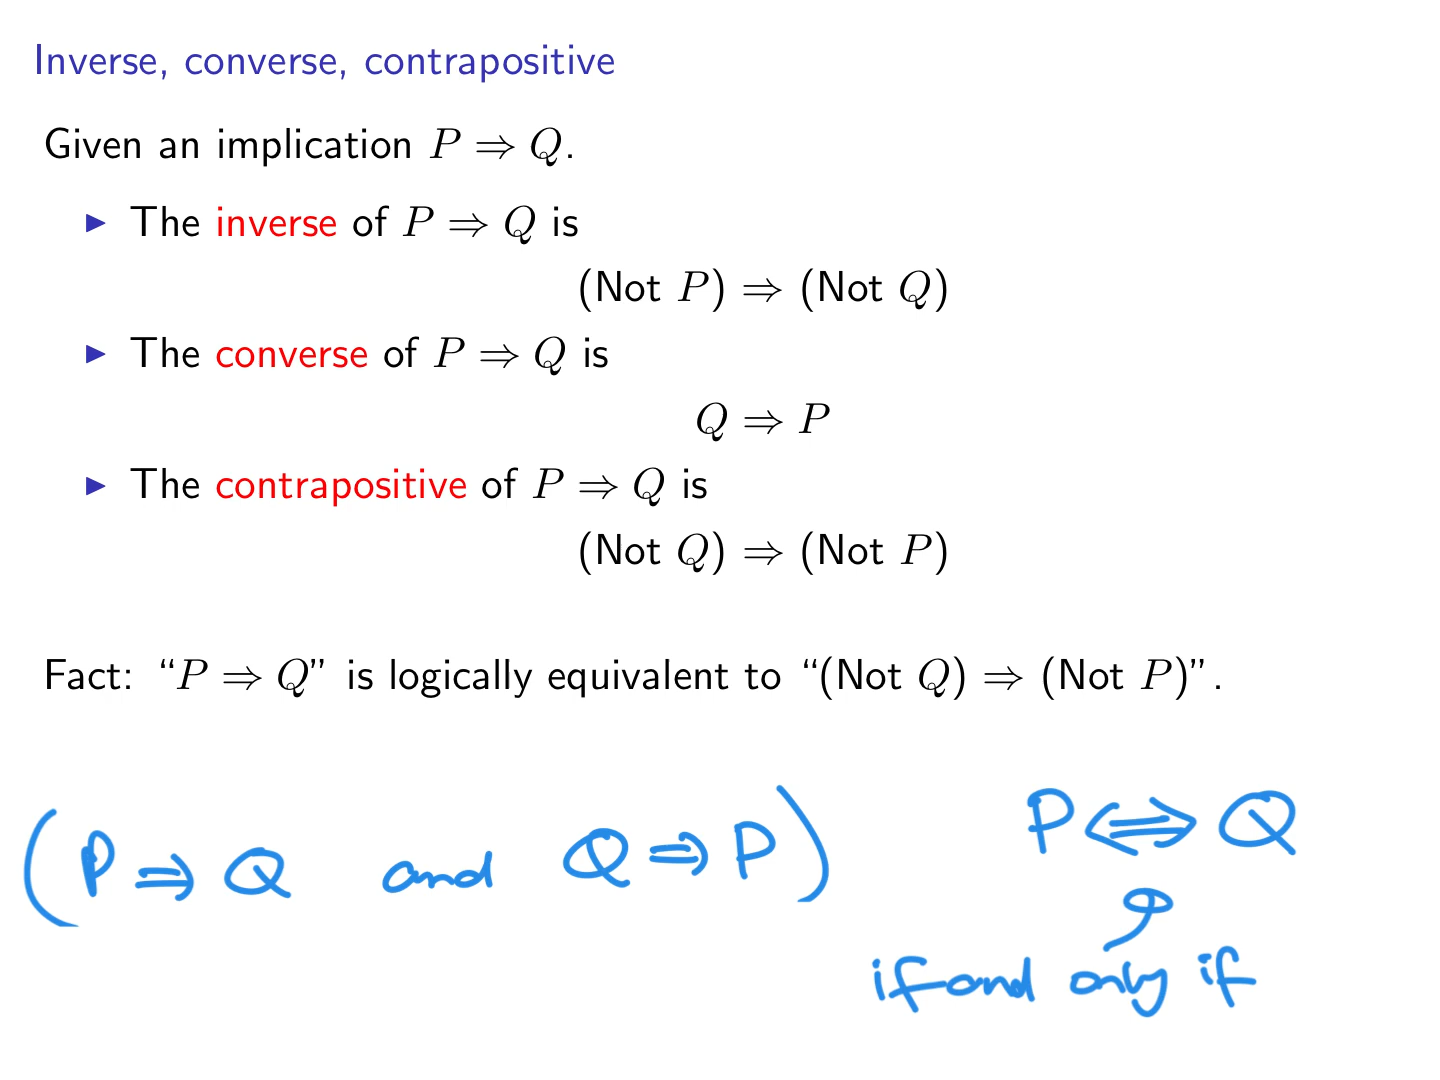 Inverse, converse, contrapositive
Given an implication P ⇒ Q.
▶ The inverse of P ⇒ Q is
(Not P) ⇒ (Not Q)
▶ The converse of P ⇒ Q is
Q ⇒ P
▶ The contrapositive of P ⇒ Q is
(Not Q) ⇒ (Not P)
Fact: “P ⇒ Q” is logically equivalent to “(Not Q) ⇒ (Not P)”.
(P ⇒ Q and Q ⇒ P)
P ⇔ Q
if and only if